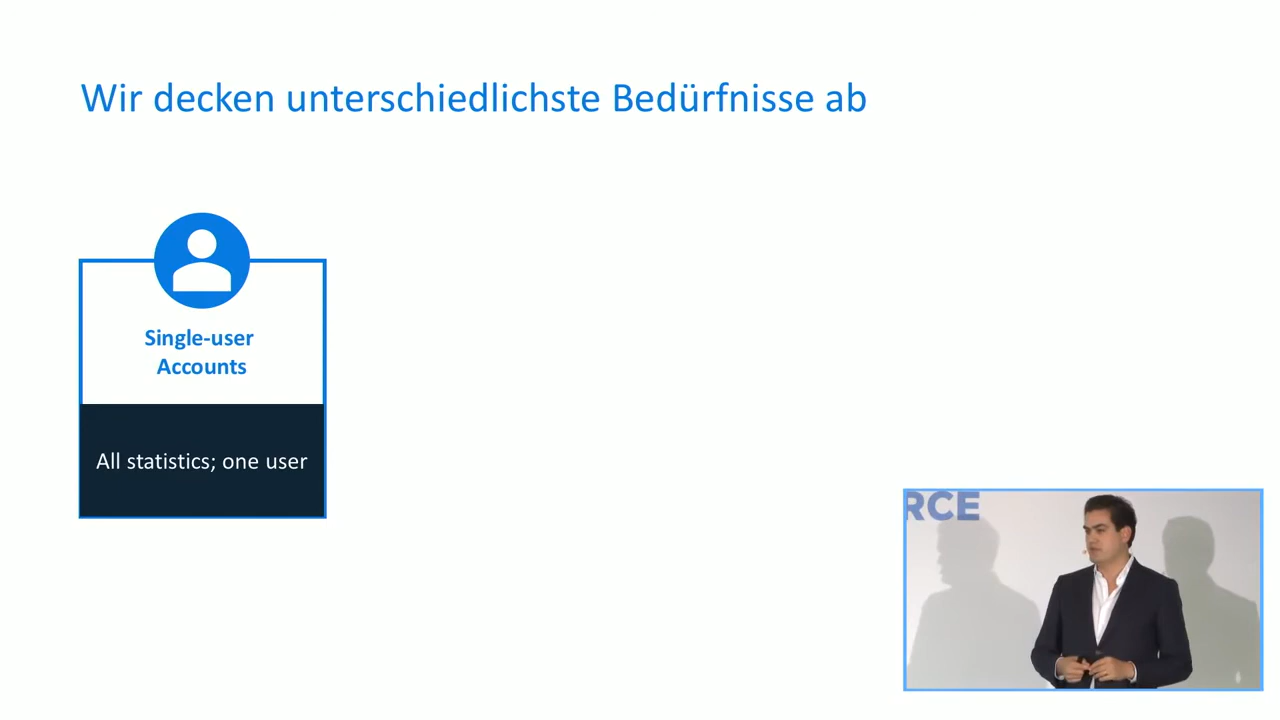 Wir decken unterschiedlichste Bedürfnisse ab
Single-user
Accounts
All statistics; one user
RCE